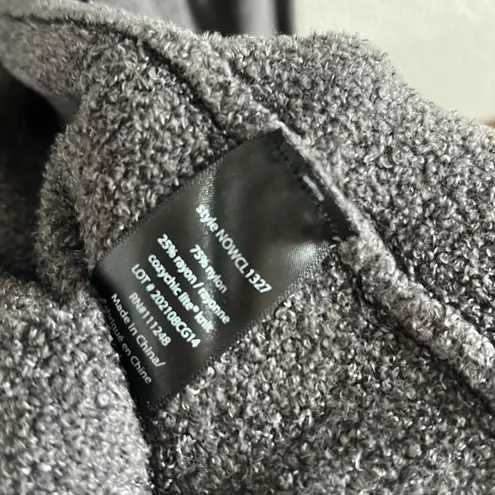 style NOWCL1327
75% nylon
25% rayon / rayonne
cozychic lite® knit
LOT # 202108CG14
RN#111248
Made in China/
Fabriqué en Chine